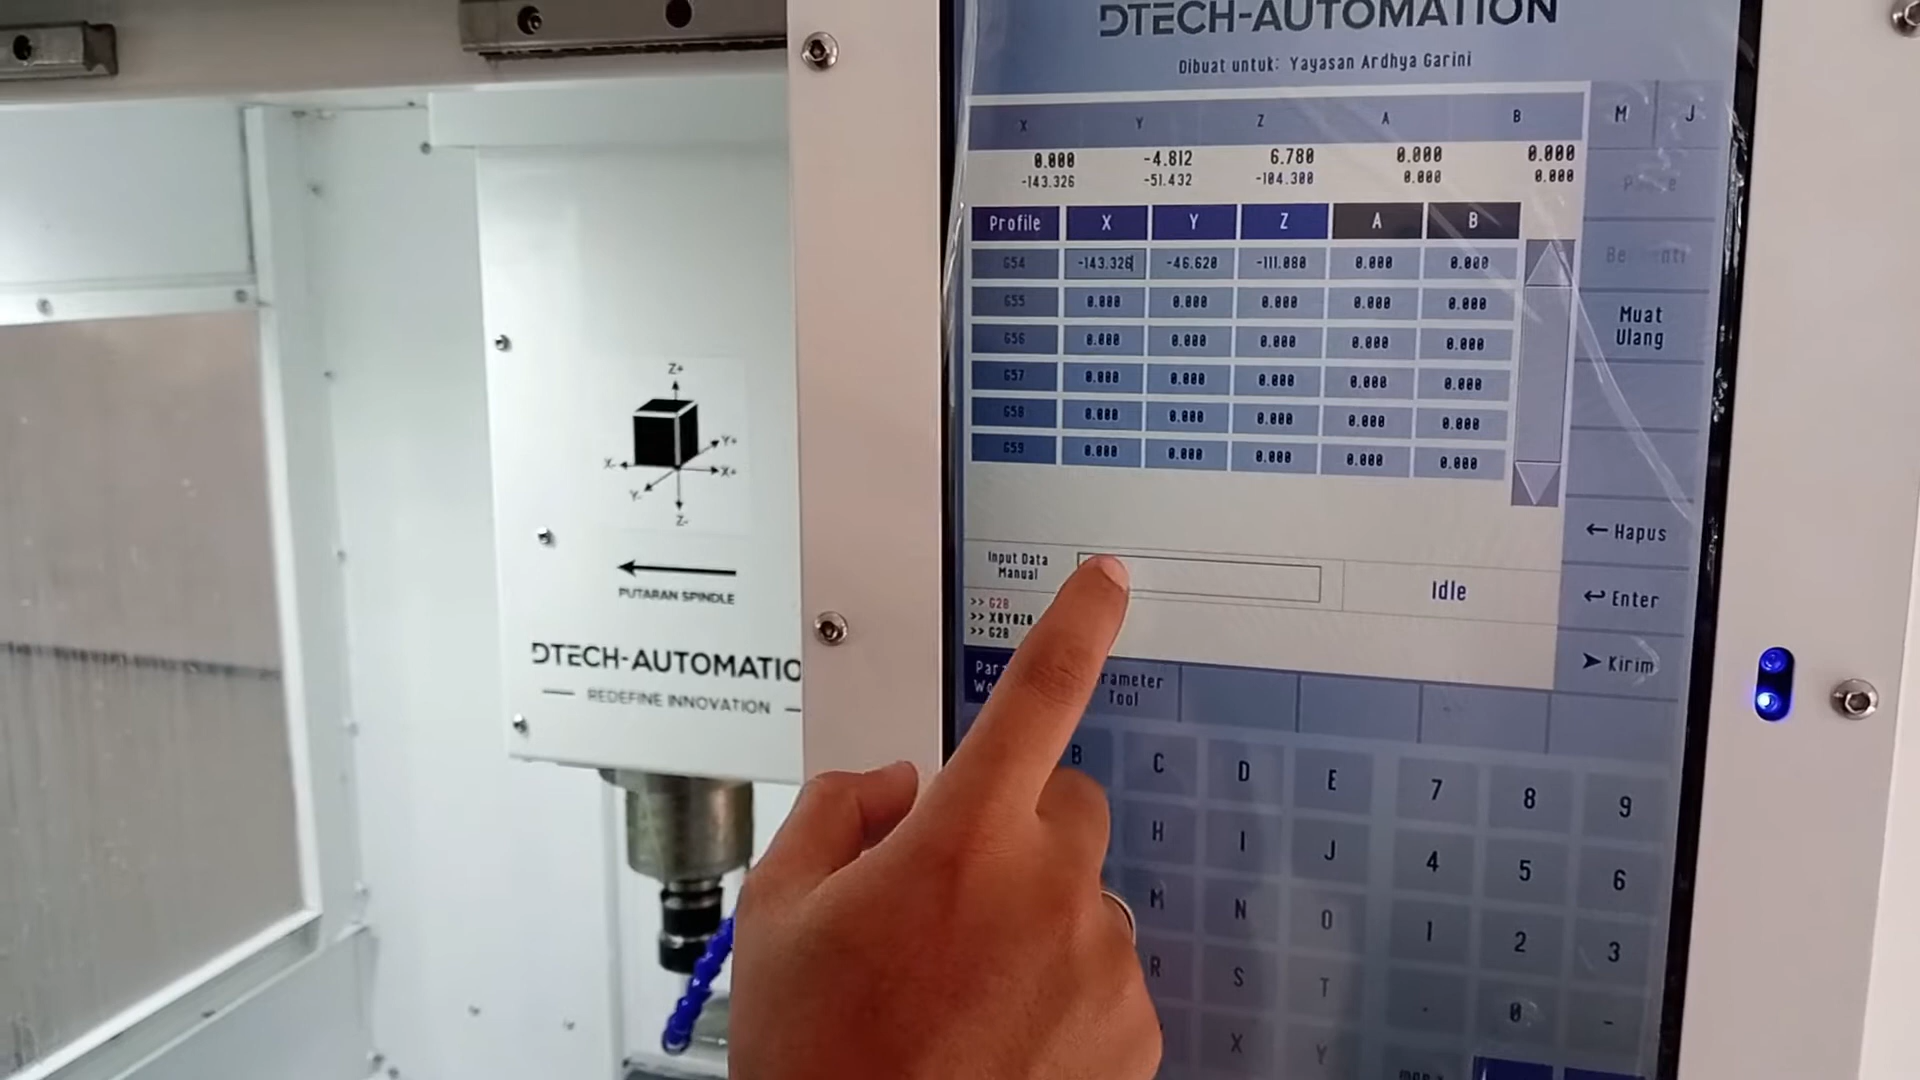 DTECH-AUTOMATION
Dibuat untuk: Yayasan Ardhya Garini
X Y Z A B
0.000 -4.812 6.780 0.000 0.000
-143.326 -51.432 -104.300 0.000 0.000
Profile X Y Z A B
G54 -143.326 -46.620 -111.080 0.000 0.000
G55 0.000 0.000 0.000 0.000 0.000
G56 0.000 0.000 0.000 0.000 0.000
G57 0.000 0.000 0.000 0.000 0.000
G58 0.000 0.000 0.000 0.000 0.000
G59 0.000 0.000 0.000 0.000 0.000
M J
Muat
Ulang
← Hapus
Enter
Kirim
Input Data
Manual
Idle
>> G28
>> X0Y0Z0
>> G28
Tool
B C D E 7 8 9
H I J 4 5 6
M N O 1 2 3
R S T . 0 -
X Y
Z+
Y+
X- X+
Y-
Z-
PUTARAN SPINDLE
DTECH-AUTOMATIO
REDEFINE INNOVATION